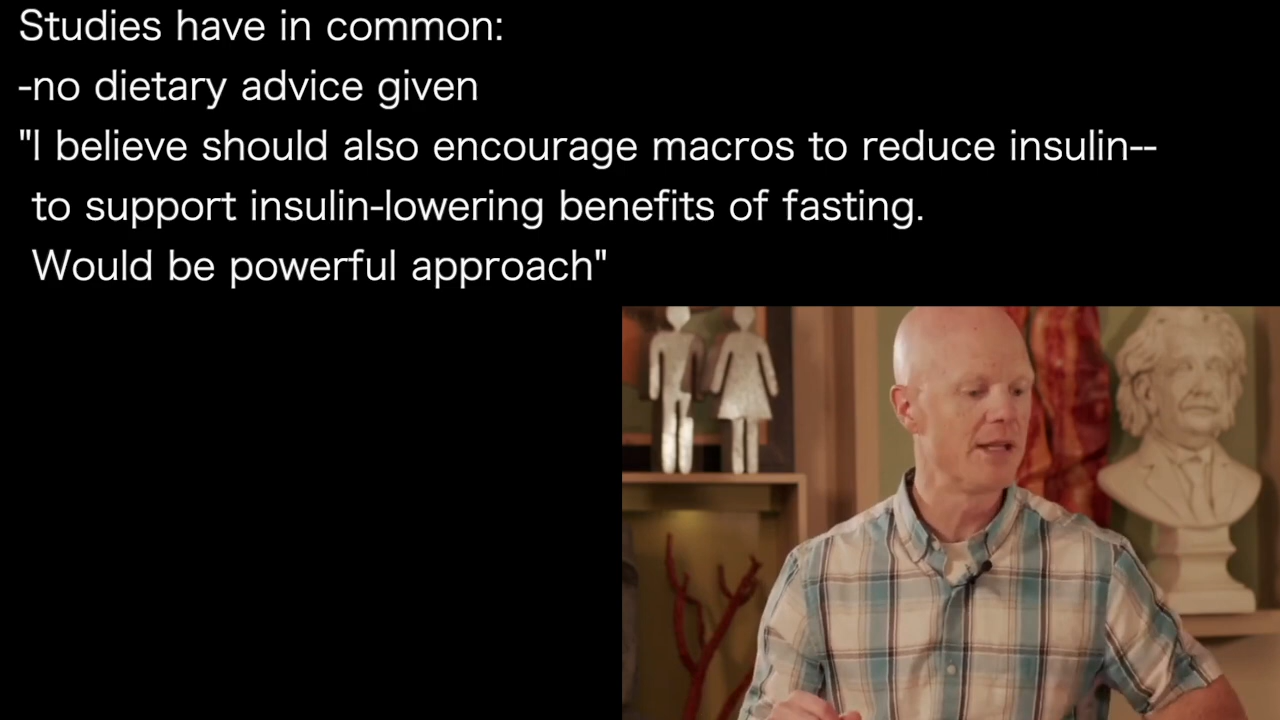 Studies have in common:
-no dietary advice given
"I believe should also encourage macros to reduce insulin--
to support insulin-lowering benefits of fasting.
Would be powerful approach"